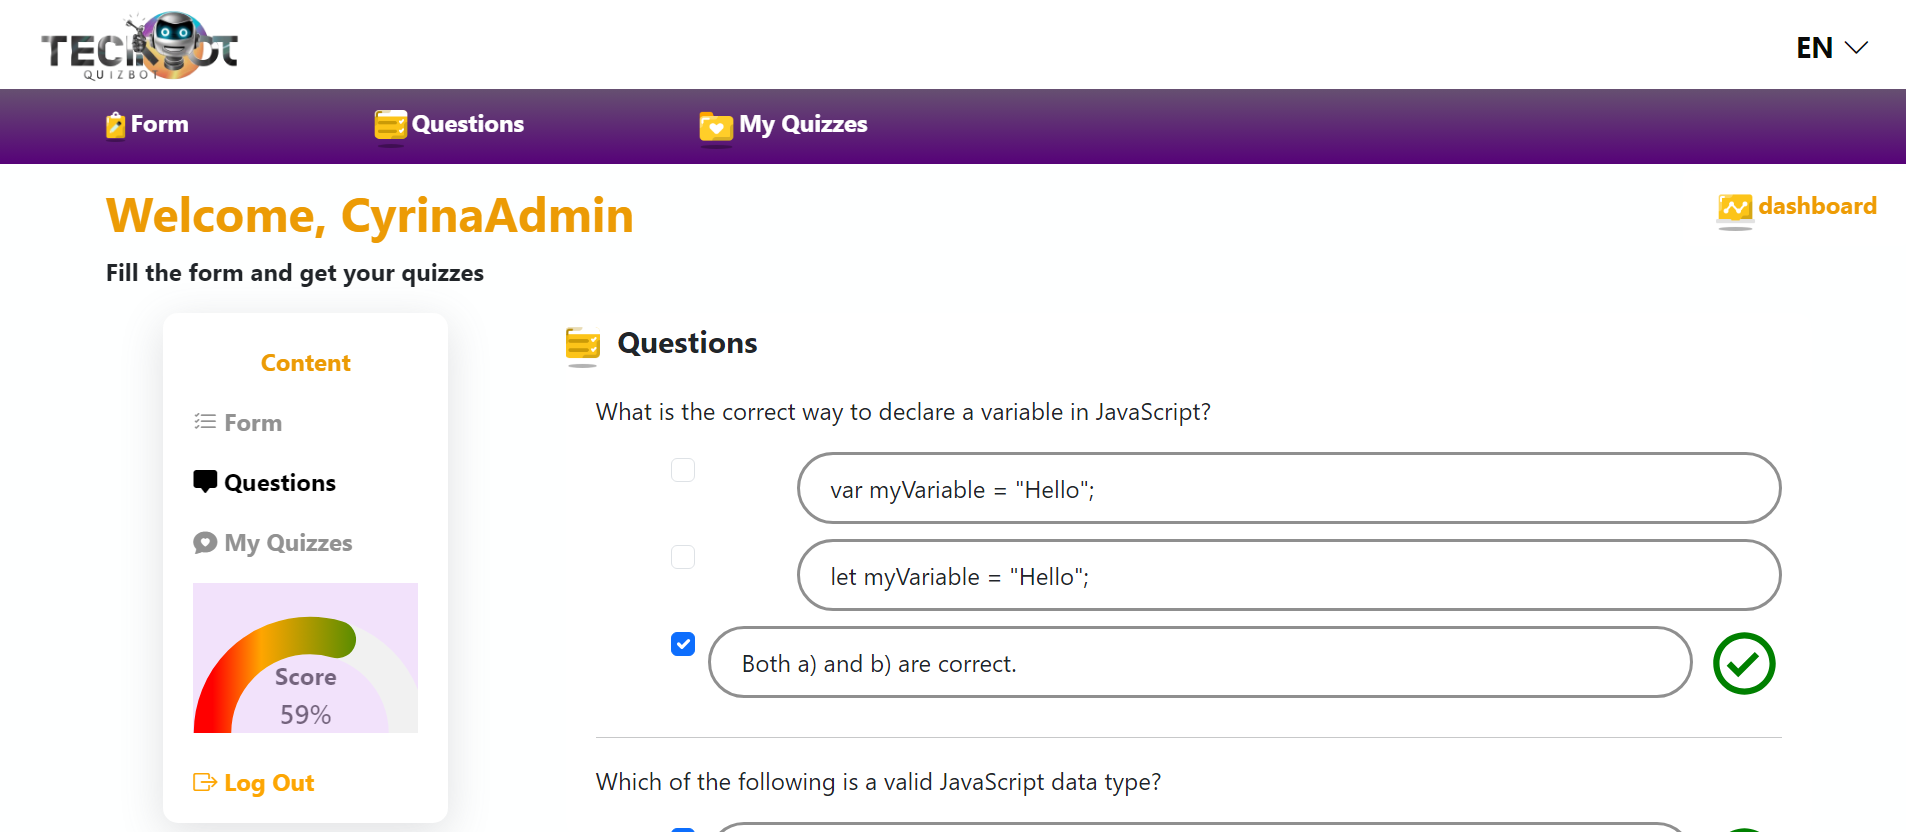 TECHBOT
QUIZBOT
EN
Form
Questions
My Quizzes
Welcome, CyrinaAdmin
dashboard
Fill the form and get your quizzes
Content
Form
Questions
My Quizzes
Score
59%
Log Out
Questions
What is the correct way to declare a variable in JavaScript?
var myVariable = "Hello";
let myVariable = "Hello";
Both a) and b) are correct.
Which of the following is a valid JavaScript data type?